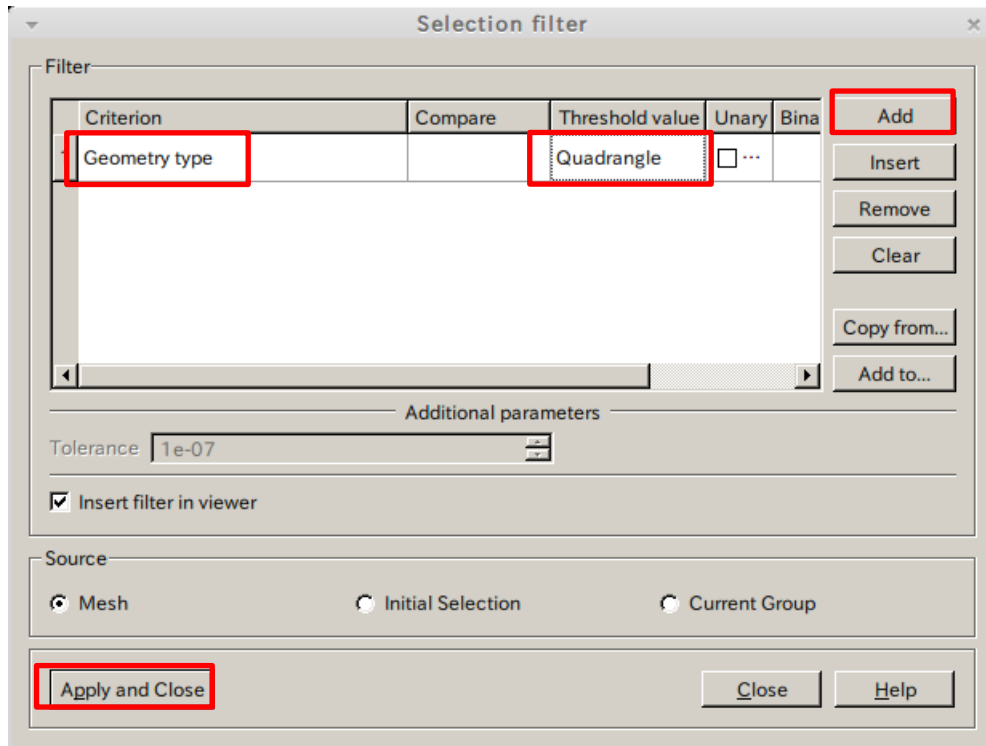 Selection filter
Filter
Criterion Compare Threshold value Unary Bina
Geometry type Quadrangle ...
Add
Insert
Remove
Clear
Copy from...
Add to...
Additional parameters
Tolerance 1e-07
Insert filter in viewer
Source
Mesh Initial Selection Current Group
Apply and Close Close Help